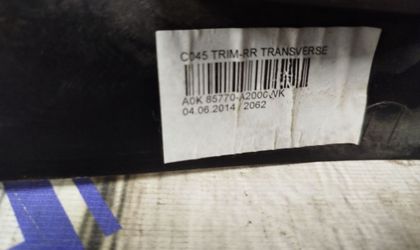 C045 TRIM-RR TRANSVERSE
A0K 85770-A2000WK
04.06.2014 / 2062